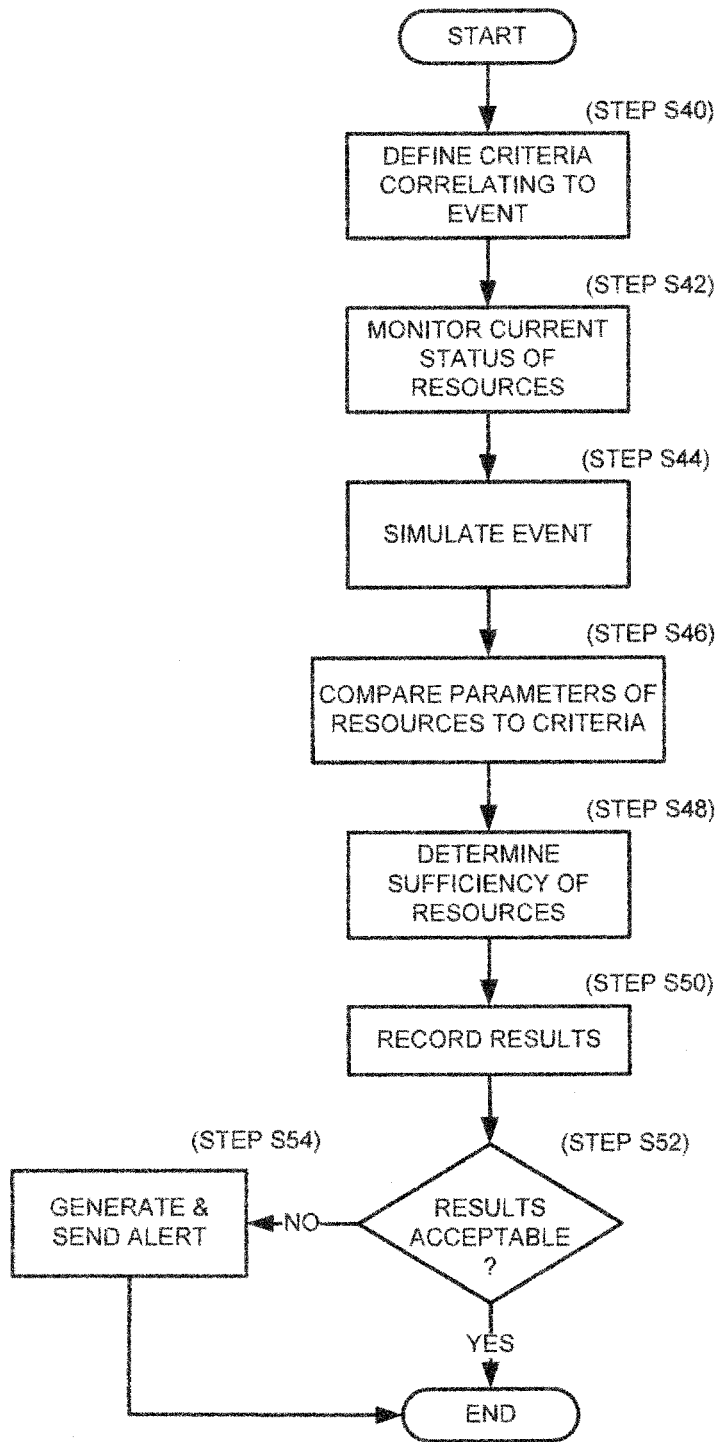 START
(STEP S40)
DEFINE CRITERIA
CORRELATING TO
EVENT
(STEP S42)
MONITOR CURRENT
STATUS OF
RESOURCES
(STEP S44)
SIMULATE EVENT
(STEP S46)
COMPARE PARAMETERS OF
RESOURCES TO CRITERIA
(STEP S48)
DETERMINE
SUFFICIENCY OF
RESOURCES
(STEP S50)
RECORD RESULTS
(STEP S52)
RESULTS
ACCEPTABLE
?
NO
(STEP S54)
GENERATE &
SEND ALERT
YES
END